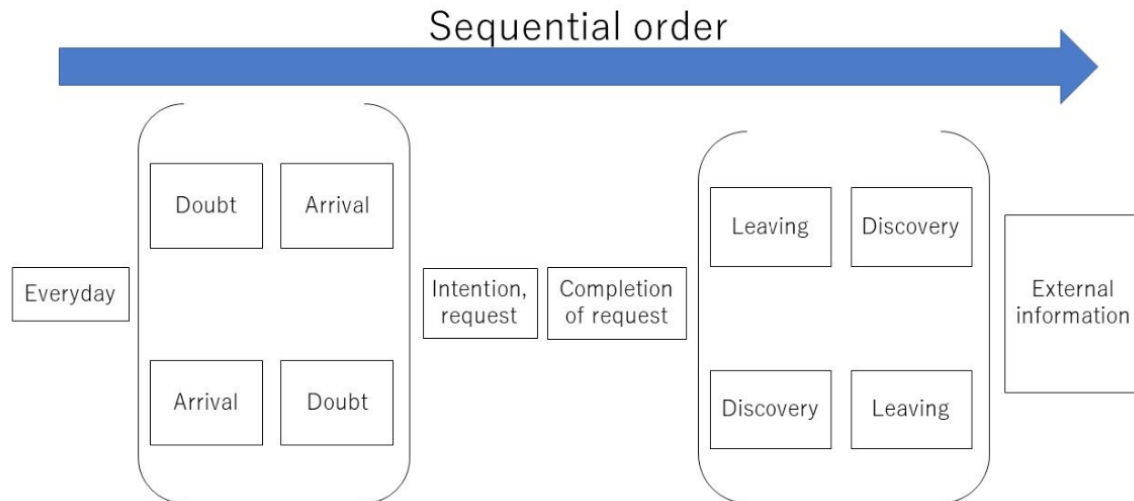 Sequential order
Everyday
Doubt
Arrival
Arrival
Doubt
Intention,
request
Completion
of request
Leaving
Discovery
Discovery
Leaving
External
information